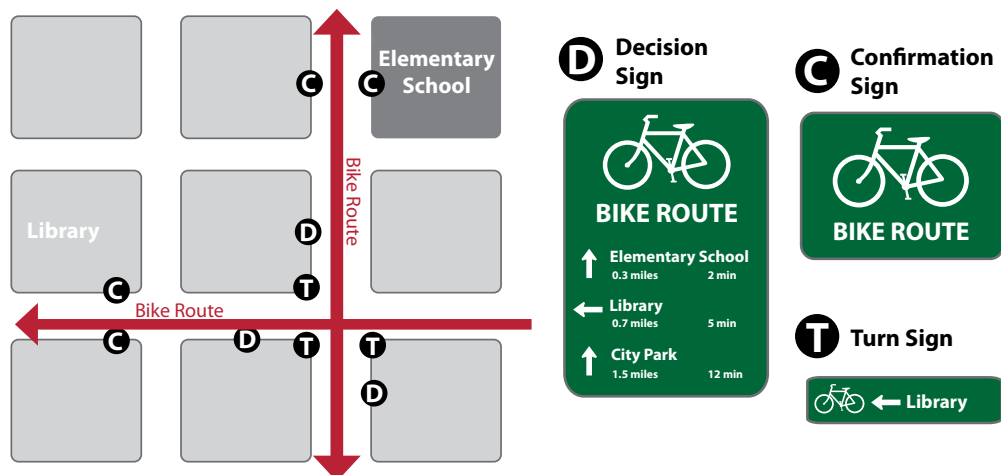 C
C
Elementary
School
Bike Route
Library
D
T
C
Bike Route
C
D
T
T
D
D
Decision
Sign
BIKE ROUTE
Elementary School
0.3 miles 2 min
Library
0.7 miles 5 min
City Park
1.5 miles 12 min
C
Confirmation
Sign
BIKE ROUTE
T
Turn Sign
Library